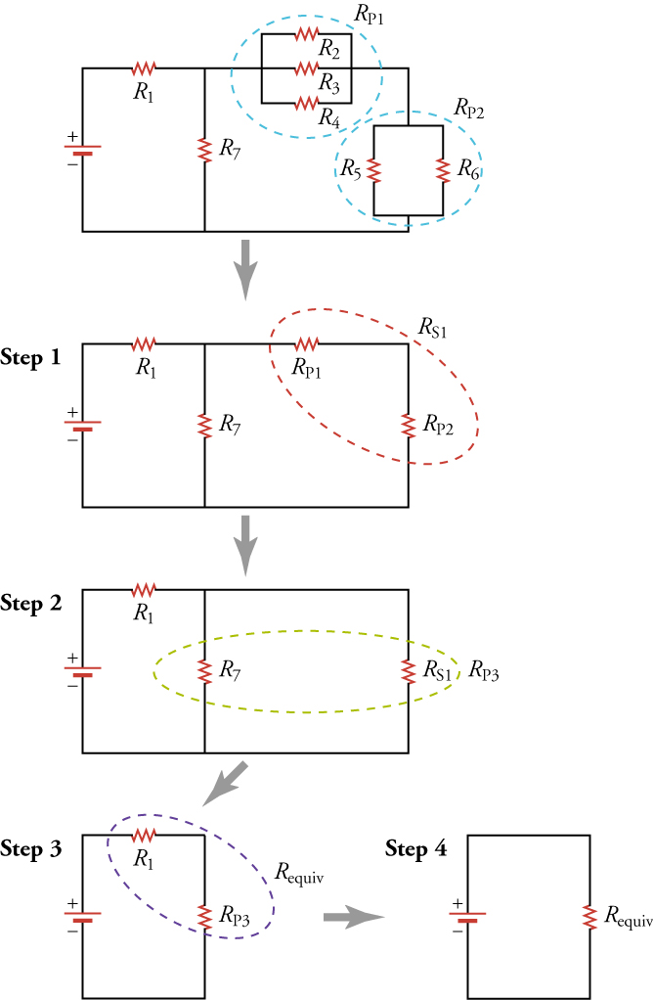 R_P1
R_2
R_3
R_1
R_4
R_P2
+
R_7
R_5
R_6
−
R_S1
Step 1
R_1
R_P1
+
R_7
R_P2
−
Step 2
R_1
+
R_7
R_S1
R_P3
−
Step 3
Step 4
R_1
R_equiv
+
R_P3
−
+
R_equiv
−